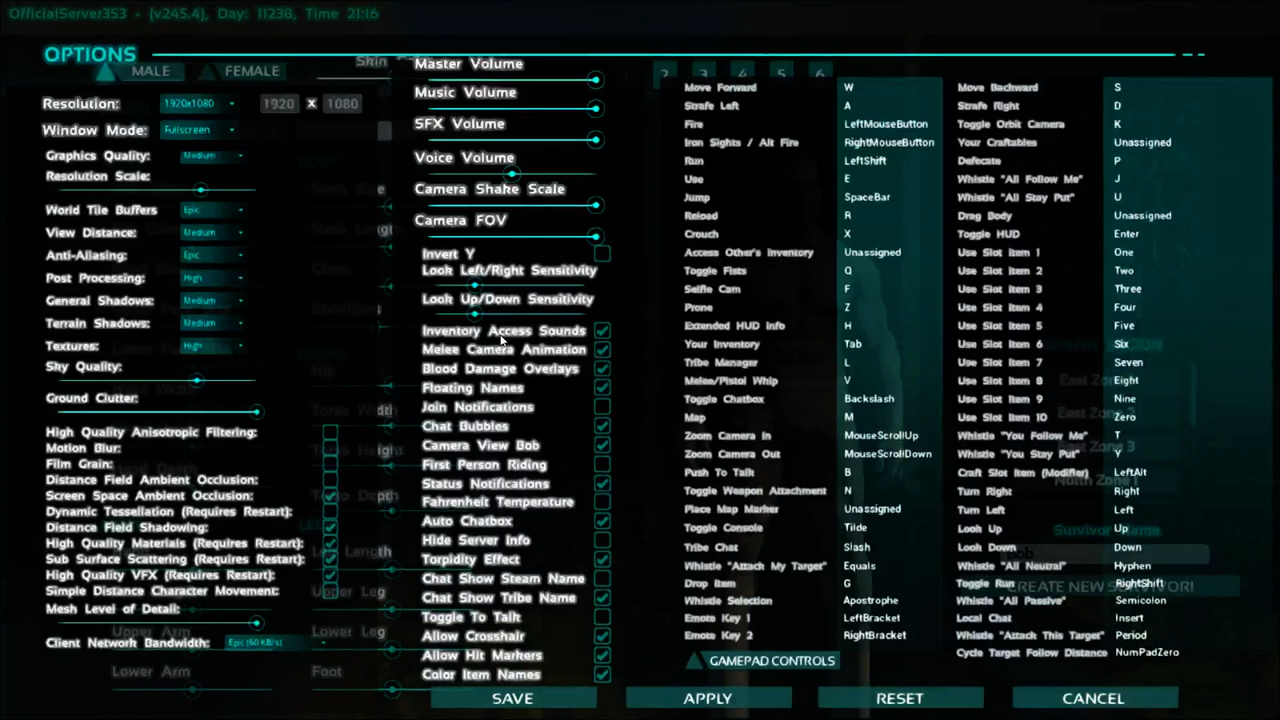 OfficialServer353 - (v245.4), Day: 11238, Time 21:16
OPTIONS
MALE
FEMALE
Skin
2 3 4 5 6
Resolution: 1920x1080 1920 x 1080
Window Mode: Fullscreen
Graphics Quality: Medium
Resolution Scale:
World Tile Buffers Epic
View Distance: Medium
Anti-Aliasing: Epic
Post Processing: High
General Shadows: Medium
Terrain Shadows: Medium
Textures: High
Sky Quality:
Ground Clutter:
High Quality Anisotropic Filtering:
Motion Blur:
Film Grain:
Distance Field Ambient Occlusion:
Screen Space Ambient Occlusion:
Dynamic Tessellation (Requires Restart):
Distance Field Shadowing:
High Quality Materials (Requires Restart):
Sub Surface Scattering (Requires Restart):
High Quality VFX (Requires Restart):
Simple Distance Character Movement:
Mesh Level of Detail:
Client Network Bandwidth: Epic (60 KB/s)
Upper Arm
Lower Arm
Lower Leg
Foot
Master Volume
Music Volume
SFX Volume
Voice Volume
Camera Shake Scale
Camera FOV
Invert Y
Look Left/Right Sensitivity
Look Up/Down Sensitivity
Inventory Access Sounds
Melee Camera Animation
Blood Damage Overlays
Floating Names
Join Notifications
Chat Bubbles
Camera View Bob
First Person Riding
Status Notifications
Fahrenheit Temperature
Auto Chatbox
Hide Server Info
Torpidity Effect
Chat Show Steam Name
Chat Show Tribe Name
Toggle To Talk
Allow Crosshair
Allow Hit Markers
Color Item Names
Move Forward W
Strafe Left A
Fire LeftMouseButton
Iron Sights / Alt Fire RightMouseButton
Run LeftShift
Use E
Jump SpaceBar
Reload R
Crouch X
Access Other's Inventory Unassigned
Toggle Fists Q
Selfie Cam F
Prone Z
Extended HUD Info H
Your Inventory Tab
Tribe Manager L
Melee/Pistol Whip V
Toggle Chatbox Backslash
Map M
Zoom Camera In MouseScrollUp
Zoom Camera Out MouseScrollDown
Push To Talk B
Toggle Weapon Attachment N
Place Map Marker Unassigned
Toggle Console Tilde
Tribe Chat Slash
Whistle "Attack My Target" Equals
Drop Item G
Whistle Selection Apostrophe
Emote Key 1 LeftBracket
Emote Key 2 RightBracket
Move Backward S
Strafe Right D
Toggle Orbit Camera K
Your Craftables Unassigned
Defecate P
Whistle "All Follow Me" J
Whistle "All Stay Put" U
Drag Body Unassigned
Toggle HUD Enter
Use Slot Item 1 One
Use Slot Item 2 Two
Use Slot Item 3 Three
Use Slot Item 4 Four
Use Slot Item 5 Five
Use Slot Item 6 Six
Use Slot Item 7 Seven
Use Slot Item 8 Eight
Use Slot Item 9 Nine
Use Slot Item 10 Zero
Whistle "You Follow Me" T
Whistle "You Stay Put" Y
Craft Slot Item (Modifier) LeftAlt
Turn Right Right
Turn Left Left
Look Up Up
Look Down Down
Whistle "All Neutral" Hyphen
Toggle Run RightShift
Whistle "All Passive" Semicolon
Local Chat Insert
Whistle "Attack This Target" Period
Cycle Target Follow Distance NumPadZero
CREATE NEW SURVIVOR!
GAMEPAD CONTROLS
SAVE
APPLY
RESET
CANCEL